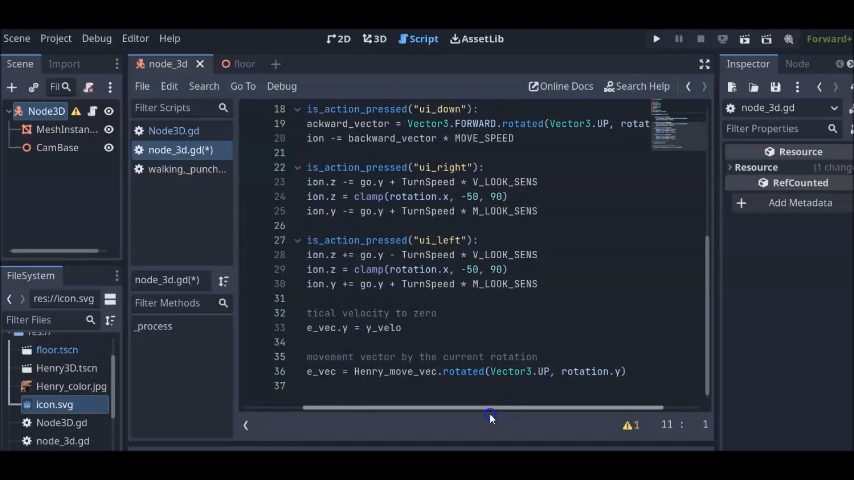 Scene Project Debug Editor Help 2D 3D Script AssetLib Forward+
Scene Import
Fil
Node3D
MeshInstan...
CamBase
FileSystem
res://icon.svg
Filter Files
floor.tscn
Henry3D.tscn
Henry_color.jpg
icon.svg
Node3D.gd
node_3d.gd
node_3d floor
File Edit Search Go To Debug Online Docs Search Help
Filter Scripts
Node3D.gd
node_3d.gd(*)
walking,_punch...
node_3d.gd(*)
Filter Methods
_process
18 is_action_pressed("ui_down"):
19 ackward_vector = Vector3.FORWARD.rotated(Vector3.UP, rotat
20 ion -= backward_vector * MOVE_SPEED
21
22 is_action_pressed("ui_right"):
23 ion.z -= go.y + TurnSpeed * V_LOOK_SENS
24 ion.z = clamp(rotation.x, -50, 90)
25 ion.y -= go.y + TurnSpeed * M_LOOK_SENS
26
27 is_action_pressed("ui_left"):
28 ion.z += go.y - TurnSpeed * V_LOOK_SENS
29 ion.z = clamp(rotation.x, -50, 90)
30 ion.y += go.y + TurnSpeed * M_LOOK_SENS
31
32 tical velocity to zero
33 e_vec.y = y_velo
34
35 movement vector by the current rotation
36 e_vec = Henry_move_vec.rotated(Vector3.UP, rotation.y)
37
1 11 : 1
Inspector Node
node_3d.gd
Filter Properties
Resource
Resource (1 chang
RefCounted
Add Metadata